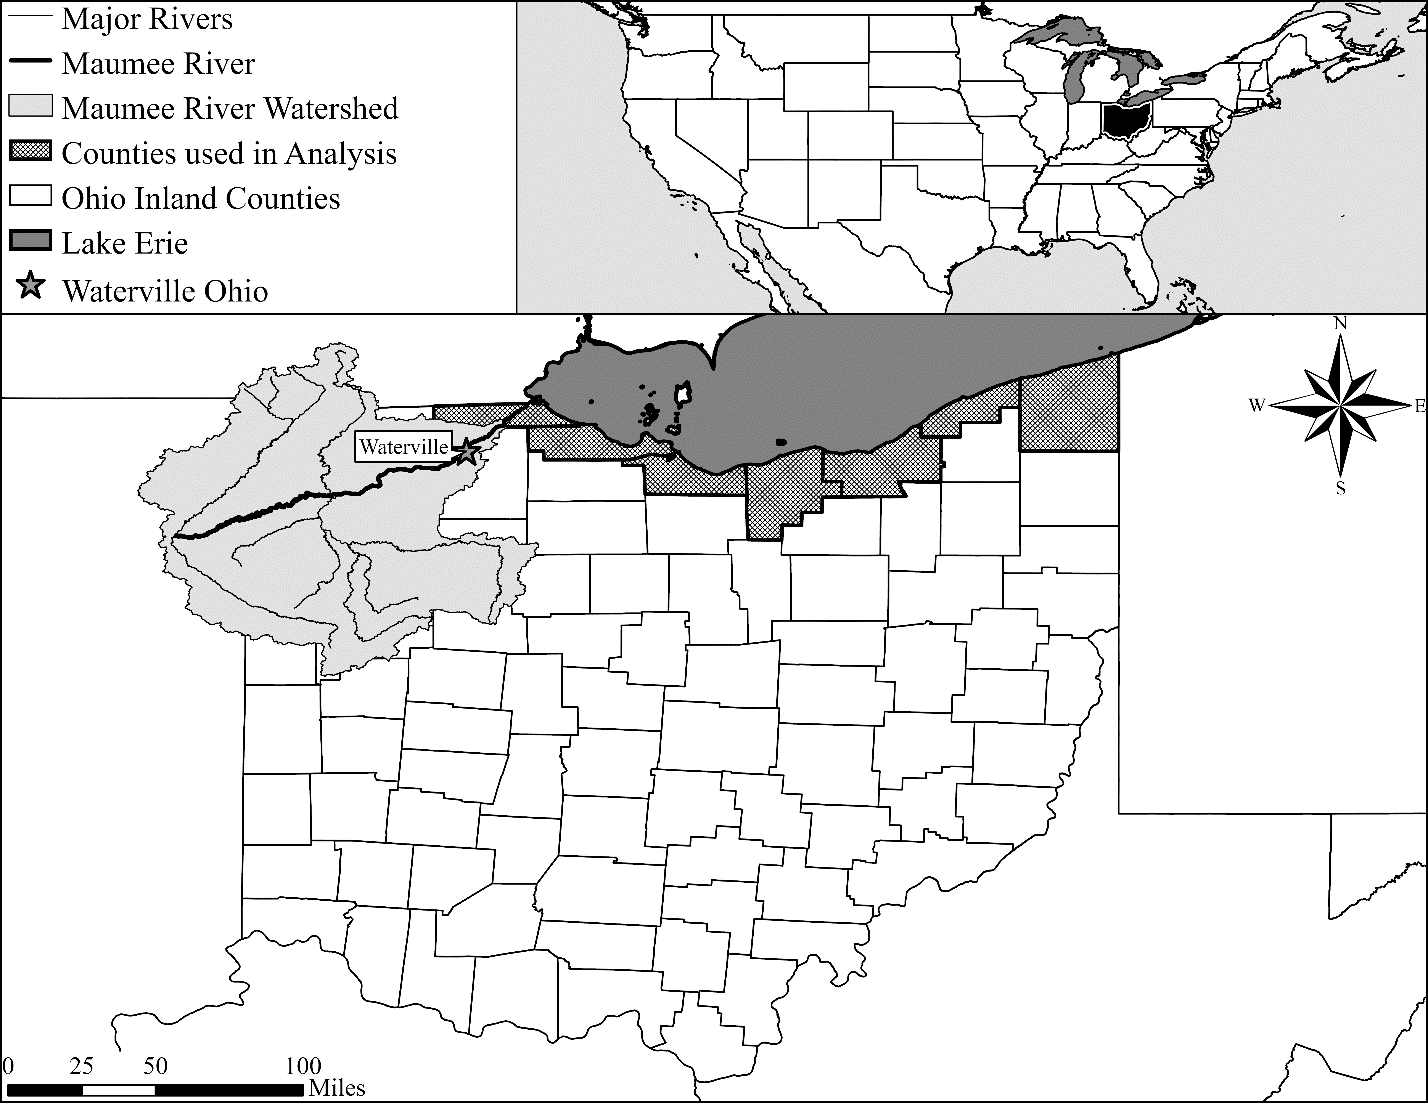 Major Rivers
Maumee River
Maumee River Watershed
Counties used in Analysis
Ohio Inland Counties
Lake Erie
Waterville Ohio
N
W
E
S
Waterville
0 25 50 100
Miles